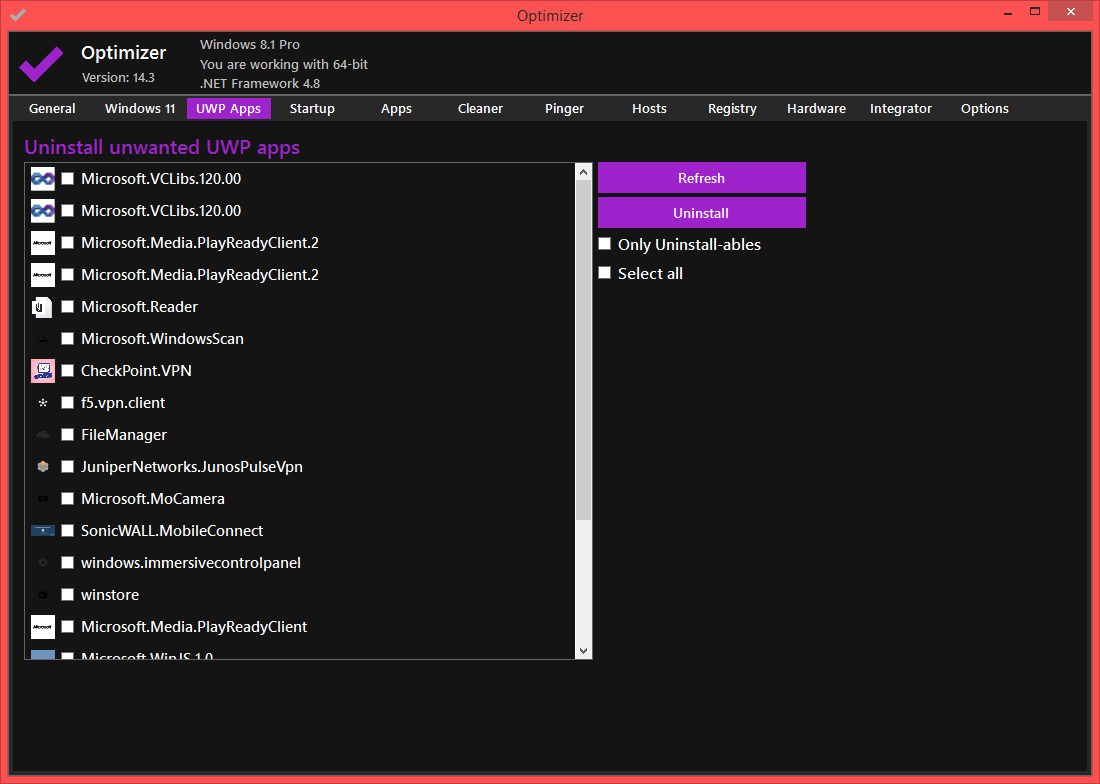 Optimizer
Optimizer
Version: 14.3
Windows 8.1 Pro
You are working with 64-bit
.NET Framework 4.8
General Windows 11 UWP Apps Startup Apps Cleaner Pinger Hosts Registry Hardware Integrator Options
Uninstall unwanted UWP apps
Microsoft.VCLibs.120.00
Microsoft.VCLibs.120.00
Microsoft.Media.PlayReadyClient.2
Microsoft.Media.PlayReadyClient.2
Microsoft.Reader
Microsoft.WindowsScan
CheckPoint.VPN
f5.vpn.client
FileManager
JuniperNetworks.JunosPulseVpn
Microsoft.MoCamera
SonicWALL.MobileConnect
windows.immersivecontrolpanel
winstore
Microsoft.Media.PlayReadyClient
Microsoft.WinJS.1.0
Refresh
Uninstall
Only Uninstall-ables
Select all